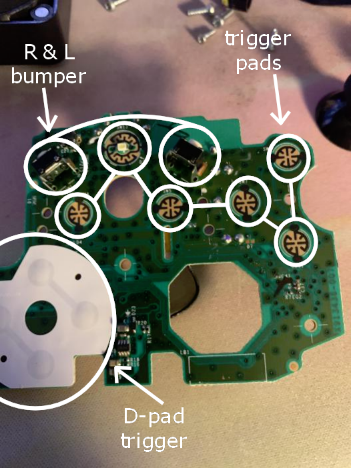 R & L
bumper
trigger
pads
D-pad
trigger